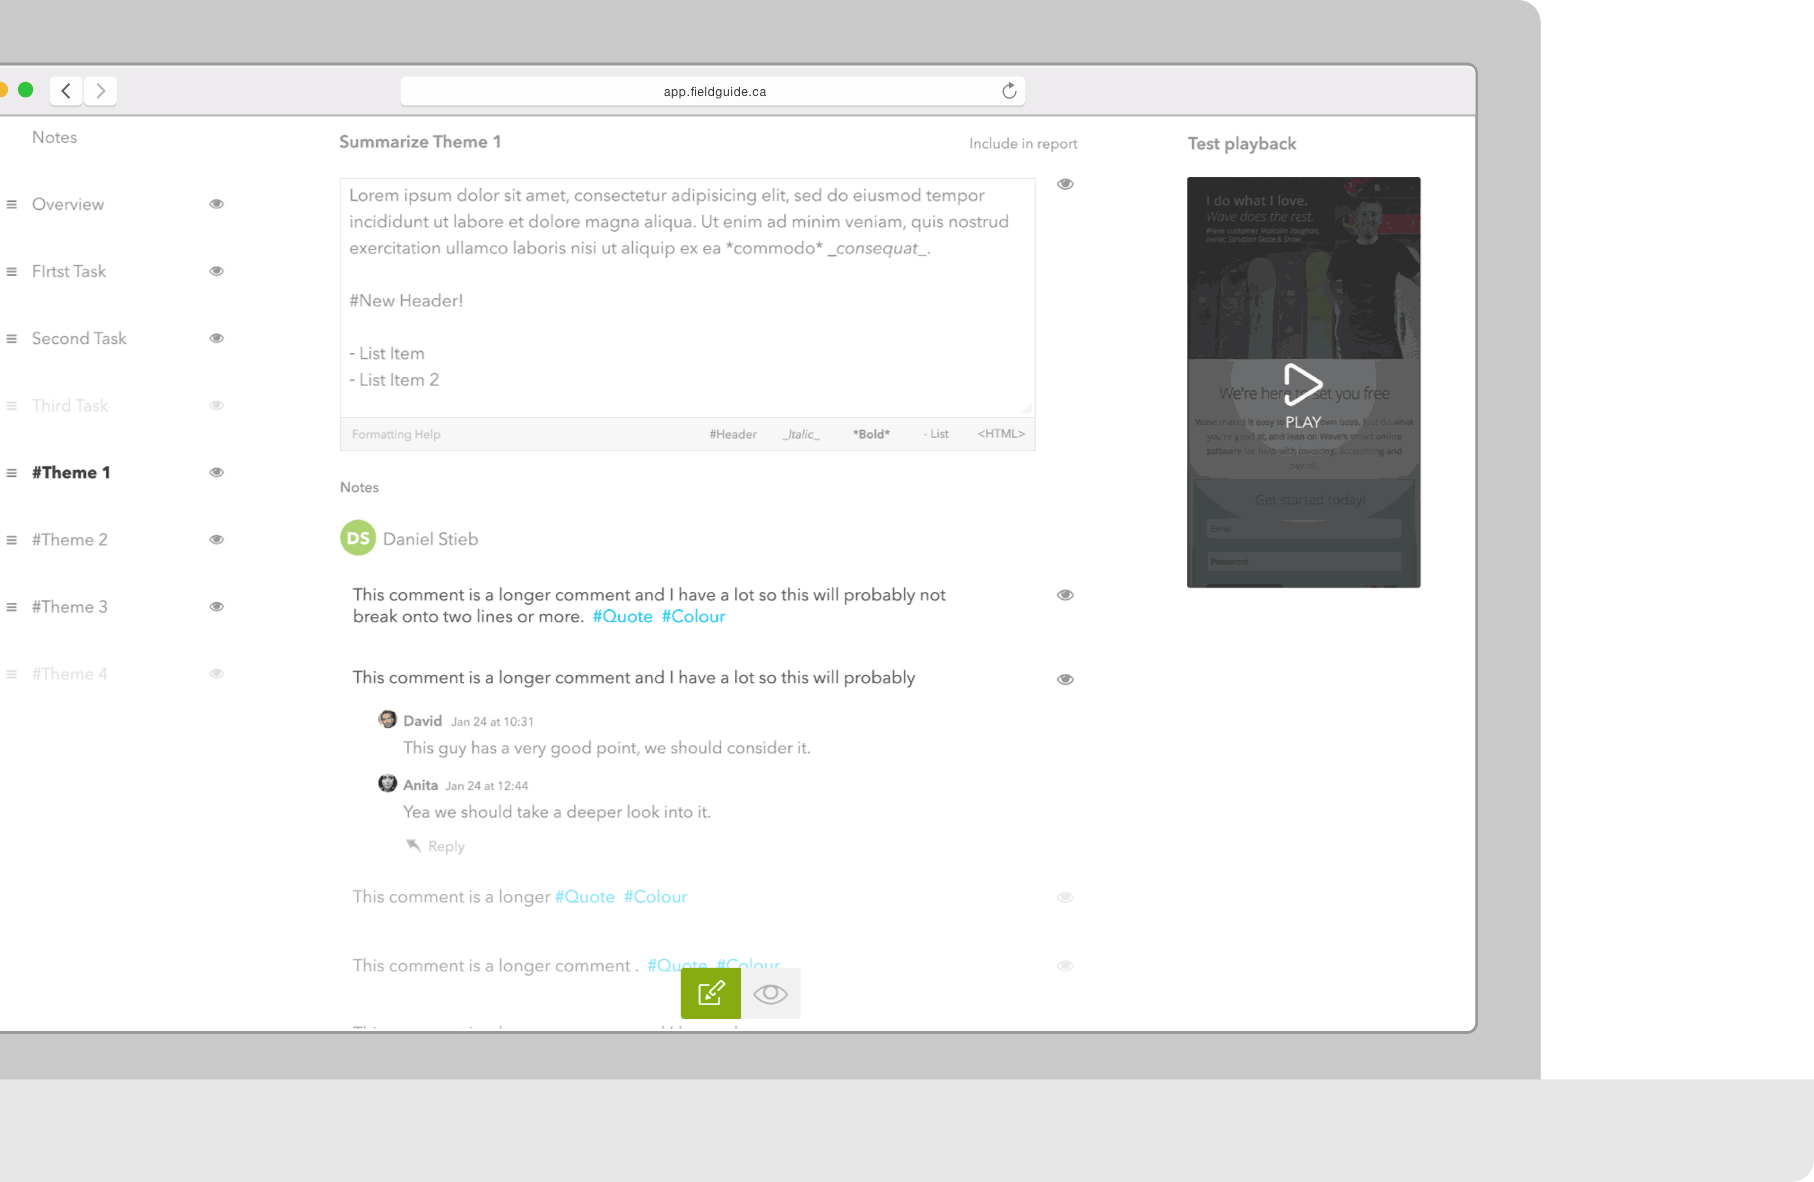 app.fieldguide.ca
Notes
Overview
FIrtst Task
Second Task
Third Task
#Theme 1
#Theme 2
#Theme 3
#Theme 4
Summarize Theme 1
Include in report
Lorem ipsum dolor sit amet, consectetur adipisicing elit, sed do eiusmod tempor
incididunt ut labore et dolore magna aliqua. Ut enim ad minim veniam, quis nostrud
exercitation ullamco laboris nisi ut aliquip ex ea *commodo* _consequat_.
#New Header!
- List Item
- List Item 2
Formatting Help
#Header
_Italic_
*Bold*
- List
<HTML>
Notes
DS Daniel Stieb
This comment is a longer comment and I have a lot so this will probably not
break onto two lines or more. #Quote #Colour
This comment is a longer comment and I have a lot so this will probably
David Jan 24 at 10:31
This guy has a very good point, we should consider it.
Anita Jan 24 at 12:44
Yea we should take a deeper look into it.
Reply
This comment is a longer #Quote #Colour
This comment is a longer comment . #Quote #Colour
Test playback
I do what I love.
Wave does the rest.
Wave customer Malcolm Vaughan,
owner, Sanction Skate & Snow
We're here to set you free
PLAY
Wave makes it easy to own boss. Just do what
you're good at, and lean on Wave's smart online
software for help with invoicing, accounting and
payroll.
Get started today!
Email
Password